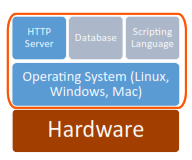 HTTP
Server
Database
Scripting
Language
Operating System (Linux,
Windows, Mac)
Hardware